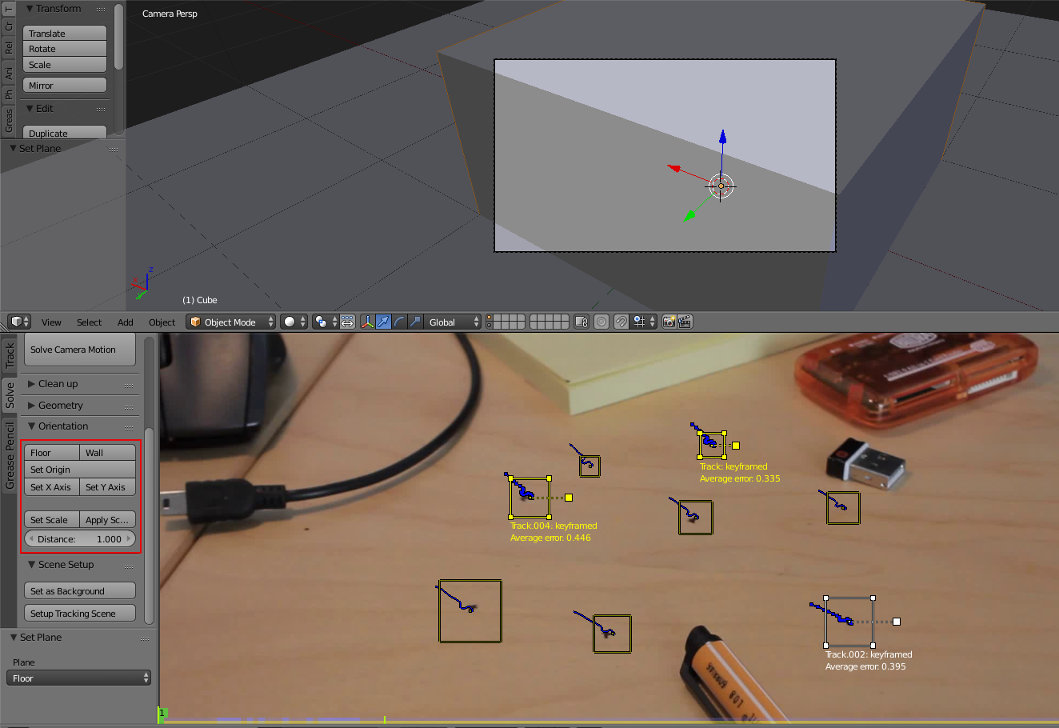 Transform
Translate
Rotate
Scale
Mirror
Edit
Duplicate
Set Plane
T
Cr
Rel
Ani
Ph
Greas
Camera Persp
z
(1) Cube
View Select Add Object Object Mode Global
Track
Solve
Grease Pencil
Solve Camera Motion
Clean up
Geometry
Orientation
Floor Wall
Set Origin
Set X Axis Set Y Axis
Set Scale Apply Sc...
Distance: 1.000
Scene Setup
Set as Background
Setup Tracking Scene
Set Plane
Plane
Floor
Track: keyframed
Average error: 0.335
Track.004: keyframed
Average error: 0.446
Track.002: keyframed
Average error: 0.395
1